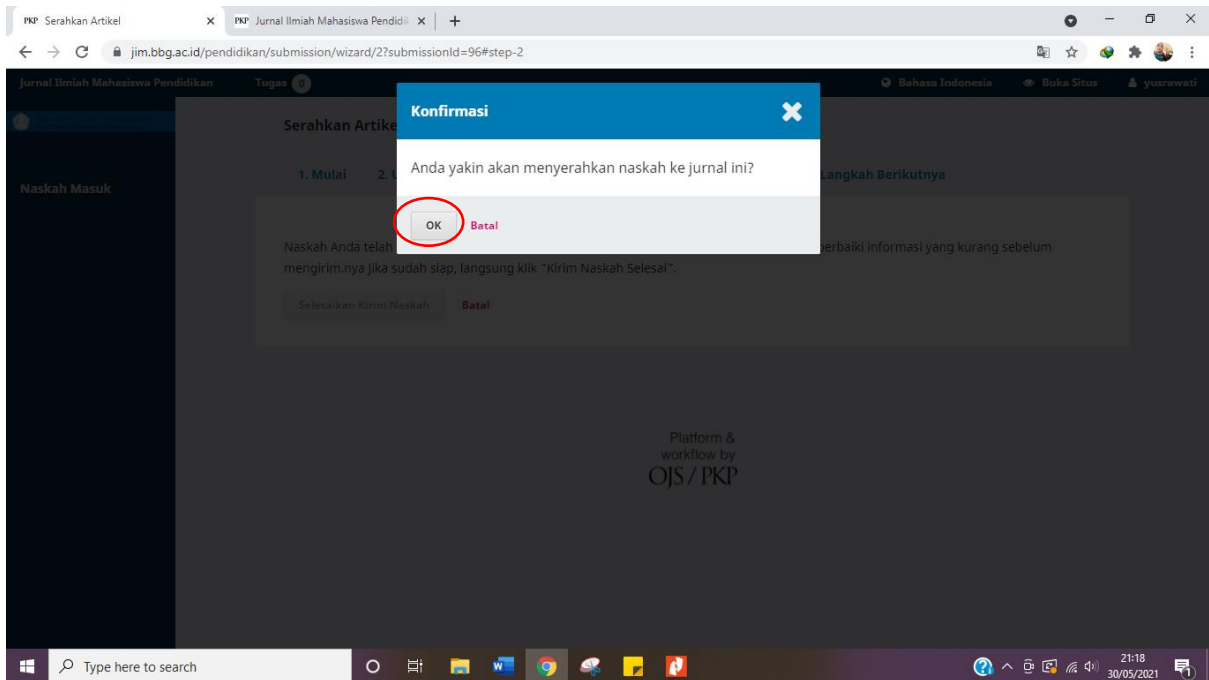 PKP Serahkan Artikel
PKP Jurnal Ilmiah Mahasiswa Pendidi
jim.bbg.ac.id/pendidikan/submission/wizard/2?submissionId=96#step-2
Jurnal Ilmiah Mahasiswa Pendidikan Tugas 0 Bahasa Indonesia Buka Situs yusrawati
Konfirmasi
Serahkan Artike
Anda yakin akan menyerahkan naskah ke jurnal ini?
1. Mulai 2. Langkah Berikutnya
Naskah Masuk
OK Batal
Naskah Anda telah perbaiki informasi yang kurang sebelum
mengirim.nya Jika sudah siap, langsung klik "Kirim Naskah Selesai".
Selesaikan Kirim Naskah Batal
Platform &
workflow by
OJS / PKP
Type here to search
21:18
30/05/2021